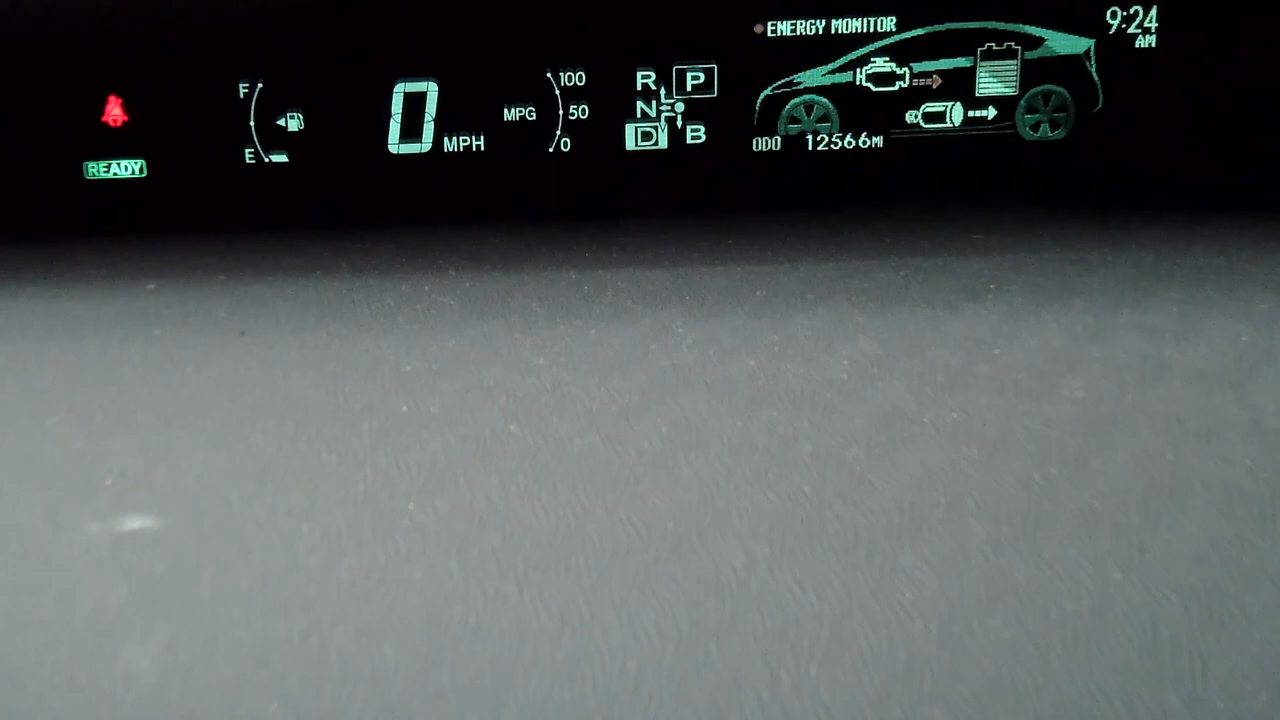 ENERGY MONITOR
9:24
AM
F
E
READY
0 MPH
MPG
100
50
0
R P
N
D B
ODO 12566MI